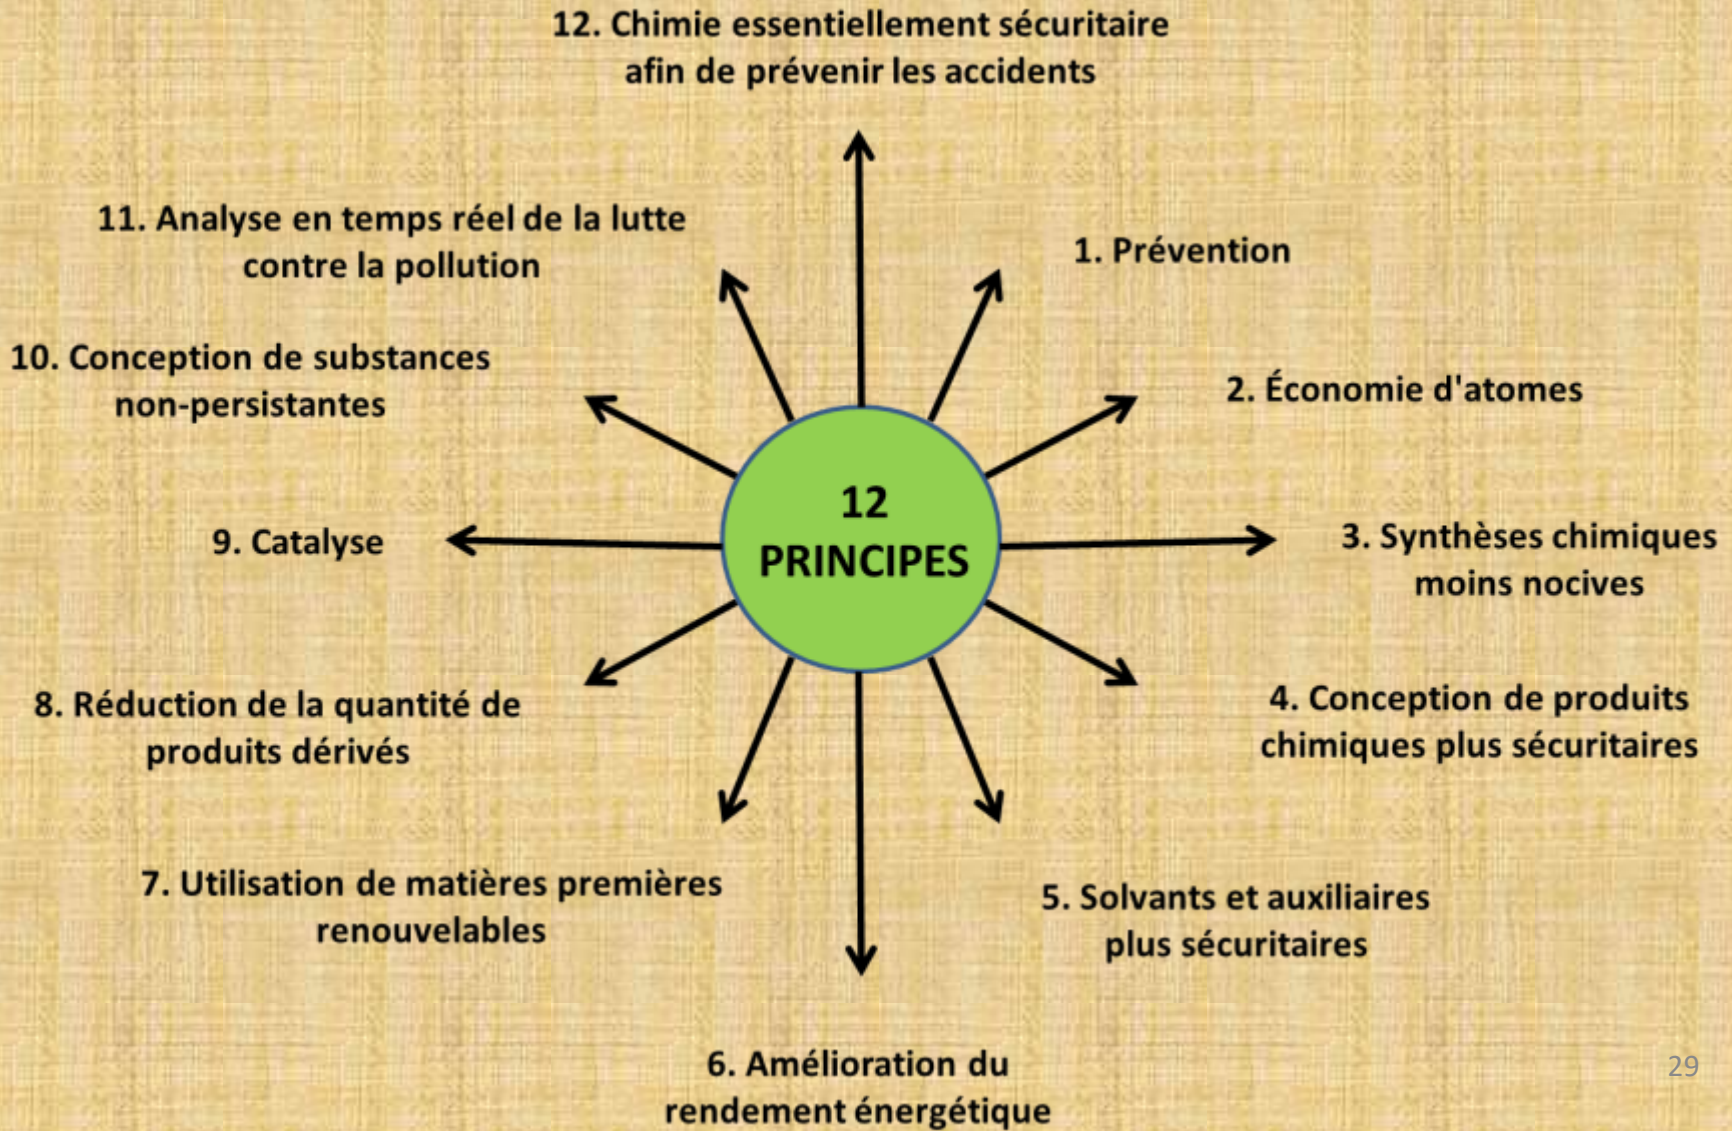 12. Chimie essentiellement sécuritaire
afin de prévenir les accidents
11. Analyse en temps réel de la lutte
contre la pollution
1. Prévention
10. Conception de substances
non-persistantes
2. Économie d'atomes
12
PRINCIPES
9. Catalyse
3. Synthèses chimiques
moins nocives
8. Réduction de la quantité de
produits dérivés
4. Conception de produits
chimiques plus sécuritaires
7. Utilisation de matières premières
renouvelables
5. Solvants et auxiliaires
plus sécuritaires
6. Amélioration du
rendement énergétique
29